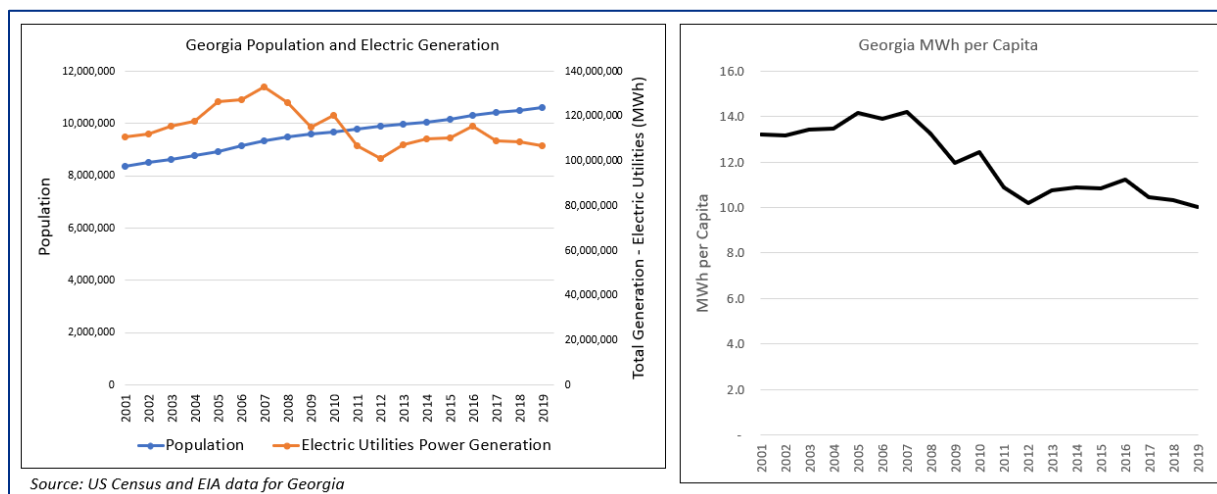 Georgia Population and Electric Generation
12,000,000
10,000,000
8,000,000
6,000,000
4,000,000
2,000,000
0
Population
140,000,000
120,000,000
100,000,000
80,000,000
60,000,000
40,000,000
20,000,000
0
Total Generation - Electric Utilities (MWh)
2001 2002 2003 2004 2005 2006 2007 2008 2009 2010 2011 2012 2013 2014 2015 2016 2017 2018 2019
Population Electric Utilities Power Generation
Georgia MWh per Capita
16.0
14.0
12.0
10.0
8.0
6.0
4.0
2.0
-
MWh per Capita
2001 2002 2003 2004 2005 2006 2007 2008 2009 2010 2011 2012 2013 2014 2015 2016 2017 2018 2019
Source: US Census and EIA data for Georgia